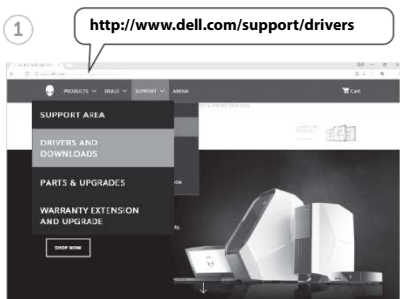 1
http://www.dell.com/support/drivers
PRODUCTS DEALS SUPPORT ARENA Cart
SUPPORT AREA
DRIVERS AND
DOWNLOADS
PARTS & UPGRADES
WARRANTY EXTENSION
AND UPGRADE
SHOP NOW